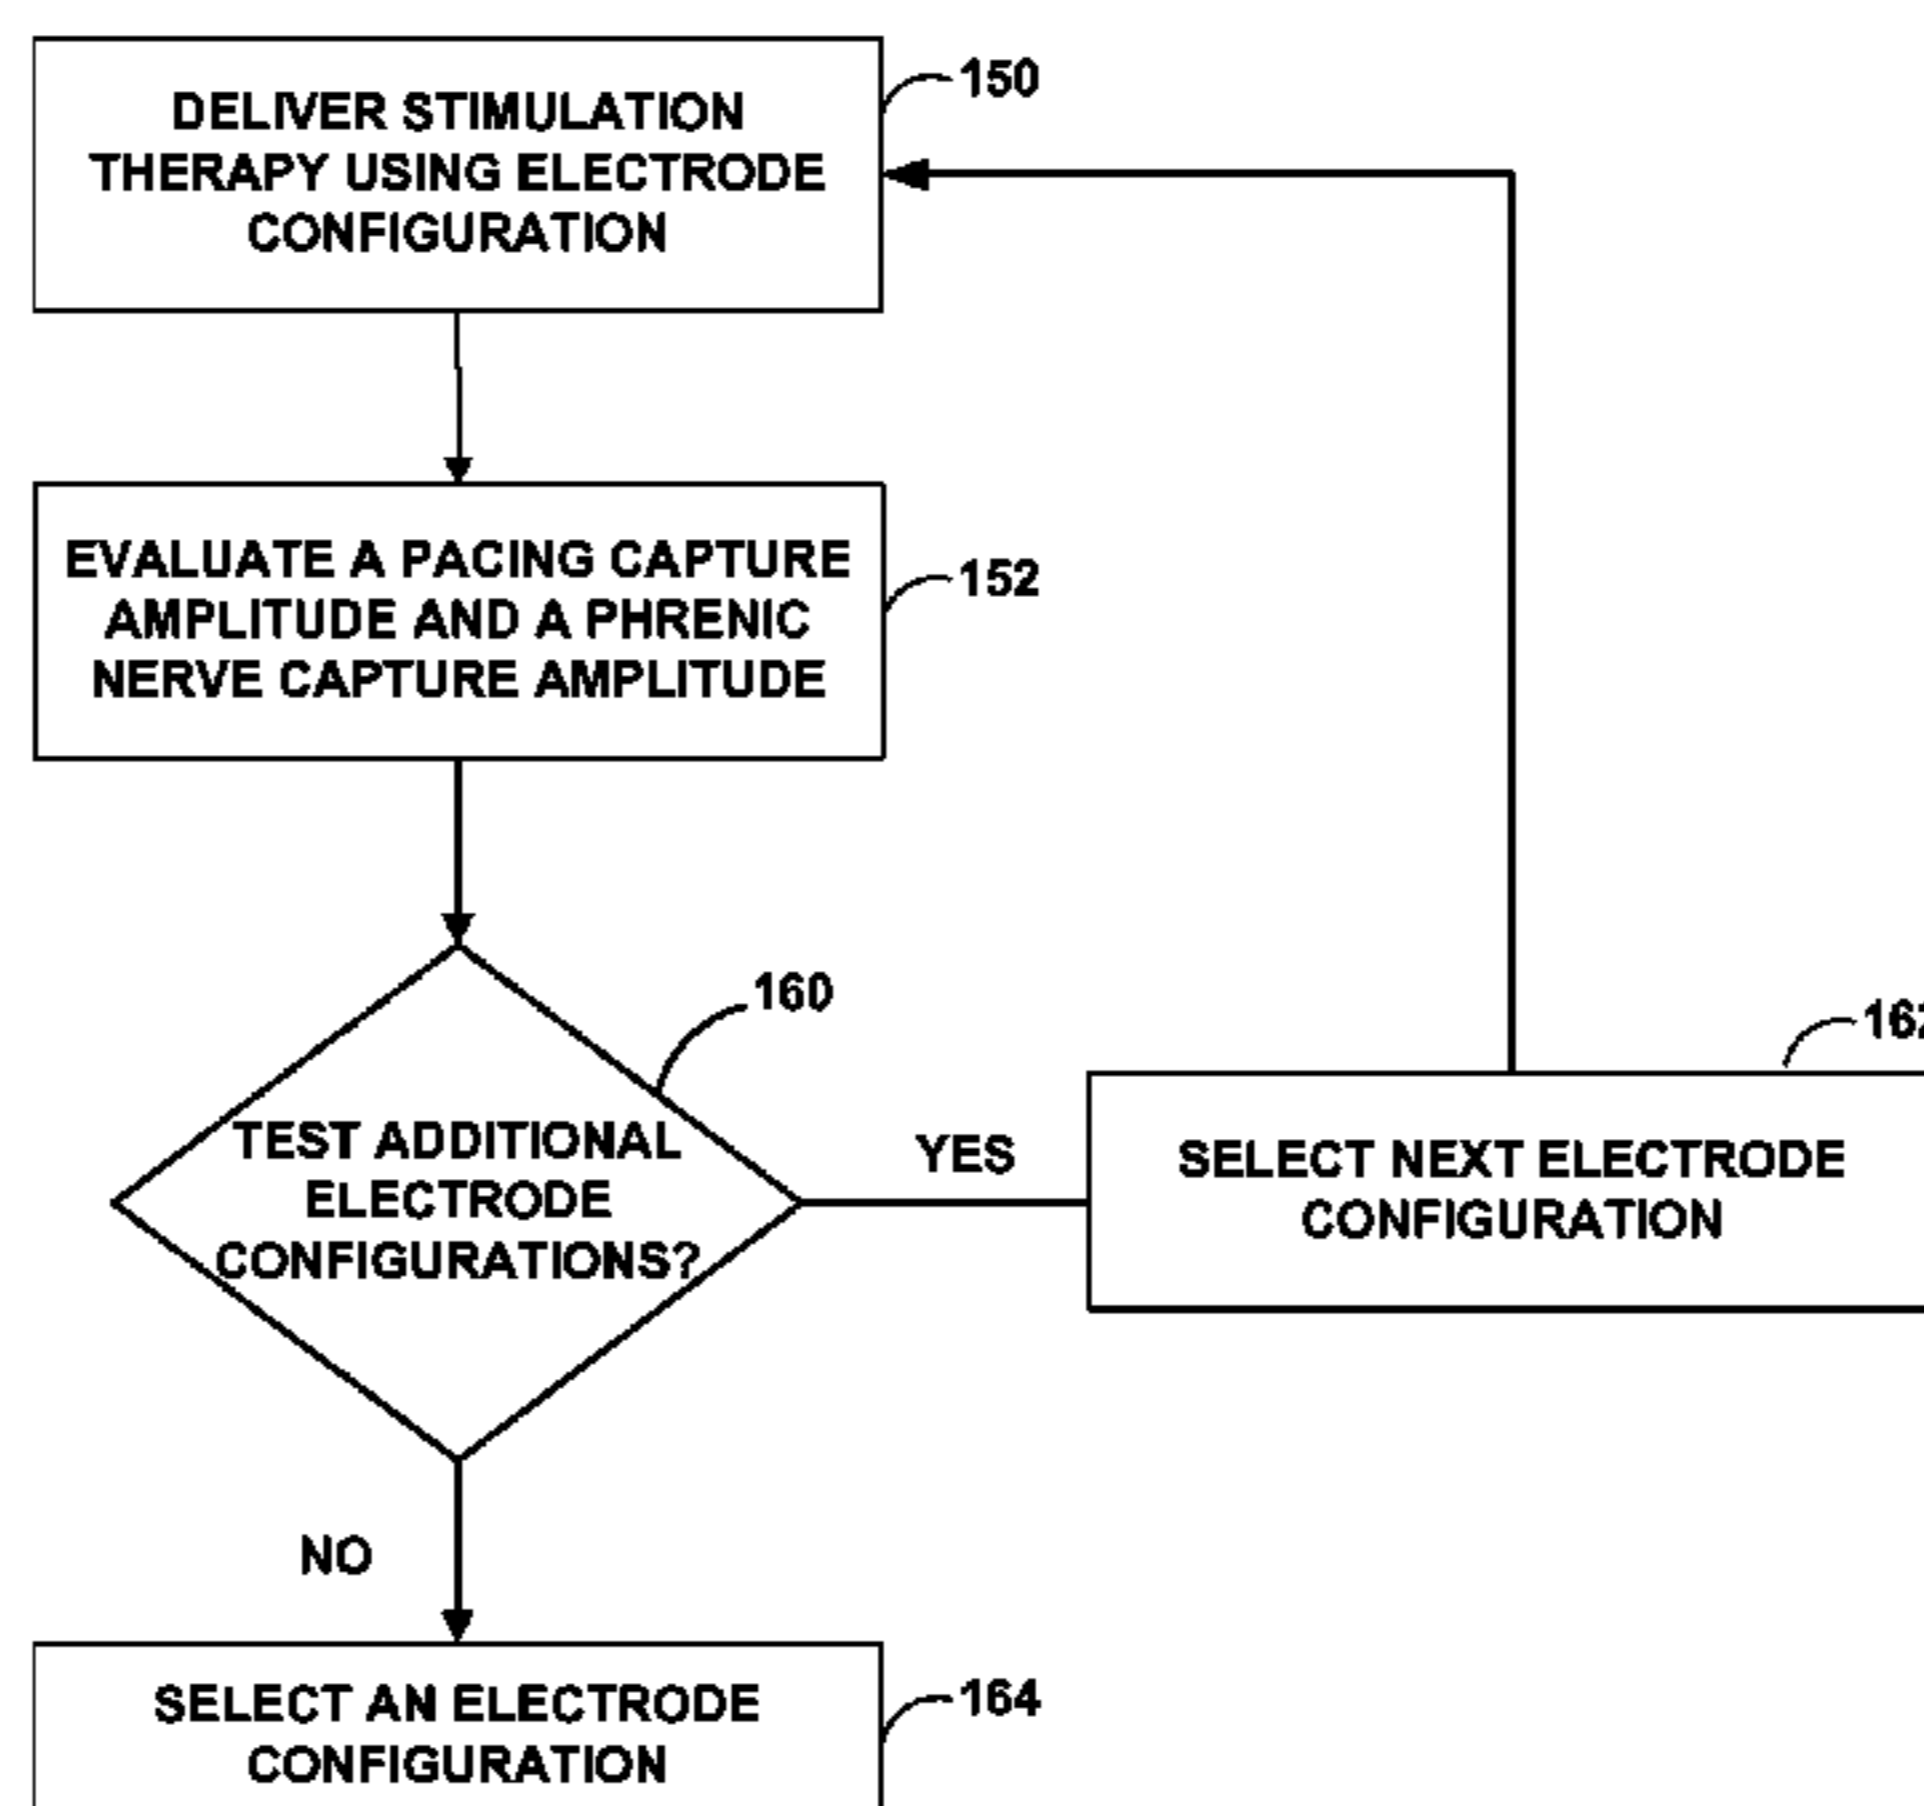 DELIVER STIMULATION
THERAPY USING ELECTRODE
CONFIGURATION
150
EVALUATE A PACING CAPTURE
AMPLITUDE AND A PHRENIC
NERVE CAPTURE AMPLITUDE
152
160
TEST ADDITIONAL
ELECTRODE
CONFIGURATIONS?
YES
SELECT NEXT ELECTRODE
CONFIGURATION
NO
SELECT AN ELECTRODE
CONFIGURATION
164